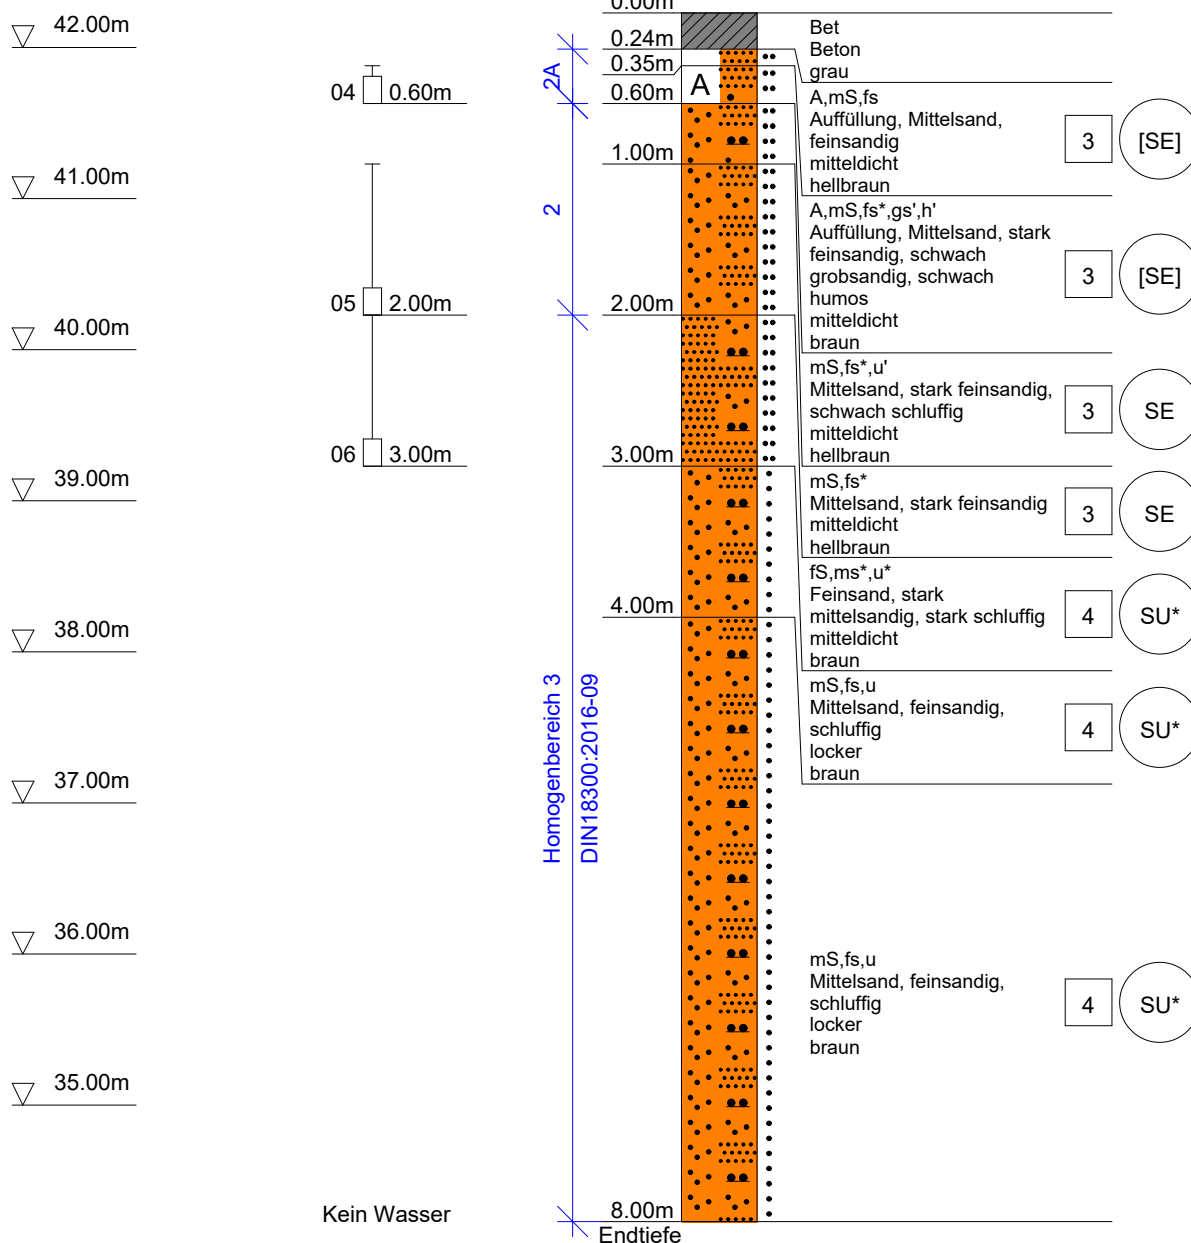 42.00m
41.00m
40.00m
39.00m
38.00m
37.00m
36.00m
35.00m
04 0.60m
05 2.00m
06 3.00m
Kein Wasser
2A
2
Homogenbereich 3
DIN18300:2016-09
0.00m
0.24m
0.35m
0.60m
1.00m
2.00m
3.00m
4.00m
8.00m
Endtiefe
A
Bet
Beton
grau
A,mS,fs
Auffüllung, Mittelsand,
feinsandig
mitteldicht
hellbraun
3 [SE]
A,mS,fs*,gs',h'
Auffüllung, Mittelsand, stark
feinsandig, schwach
grobsandig, schwach
humos
mitteldicht
braun
3 [SE]
mS,fs*,u'
Mittelsand, stark feinsandig,
schwach schluffig
mitteldicht
hellbraun
3 SE
mS,fs*
Mittelsand, stark feinsandig
mitteldicht
hellbraun
3 SE
fS,ms*,u*
Feinsand, stark
mittelsandig, stark schluffig
mitteldicht
braun
4 SU*
mS,fs,u
Mittelsand, feinsandig,
schluffig
locker
braun
4 SU*
mS,fs,u
Mittelsand, feinsandig,
schluffig
locker
braun
4 SU*